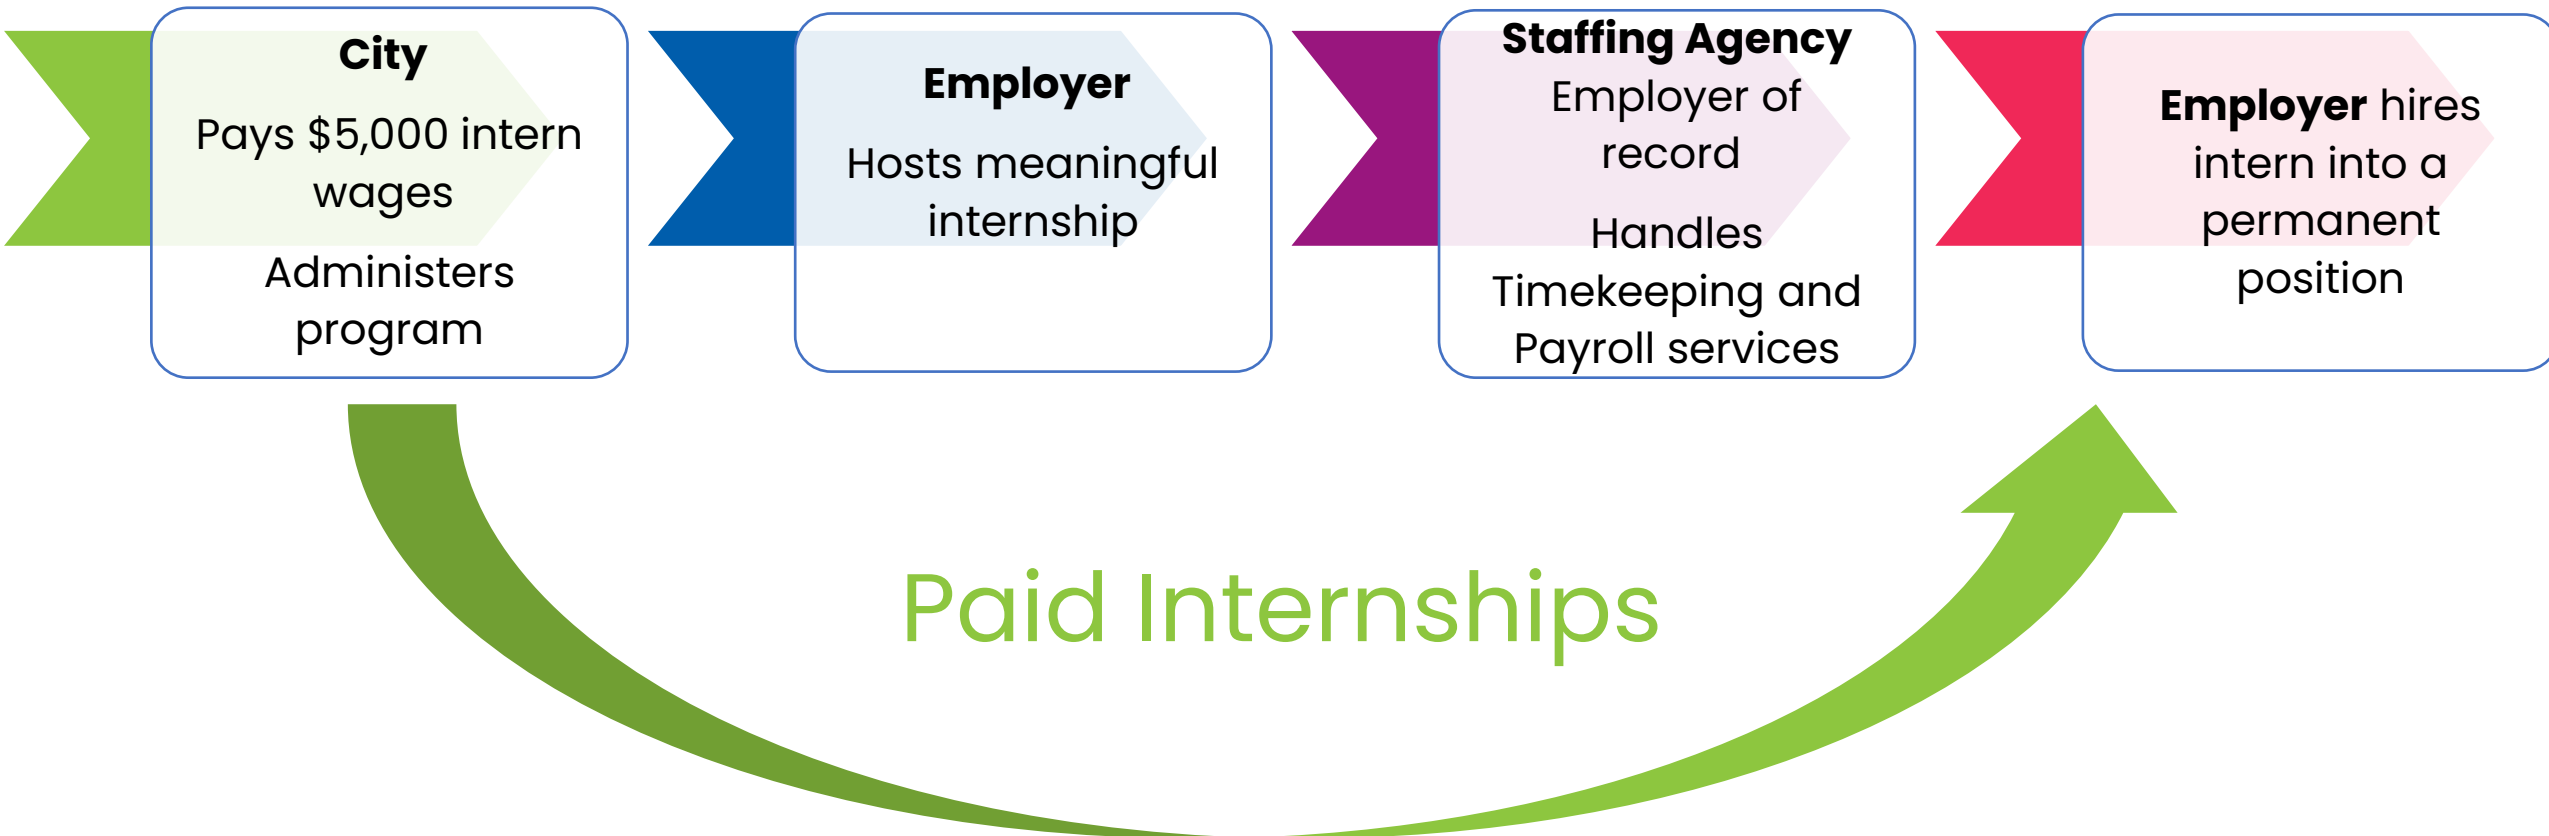 City
Pays $5,000 intern
wages
Administers
program
Employer
Hosts meaningful
internship
Staffing Agency
Employer of
record
Handles
Timekeeping and
Payroll services
Employer hires
intern into a
permanent
position
Paid Internships